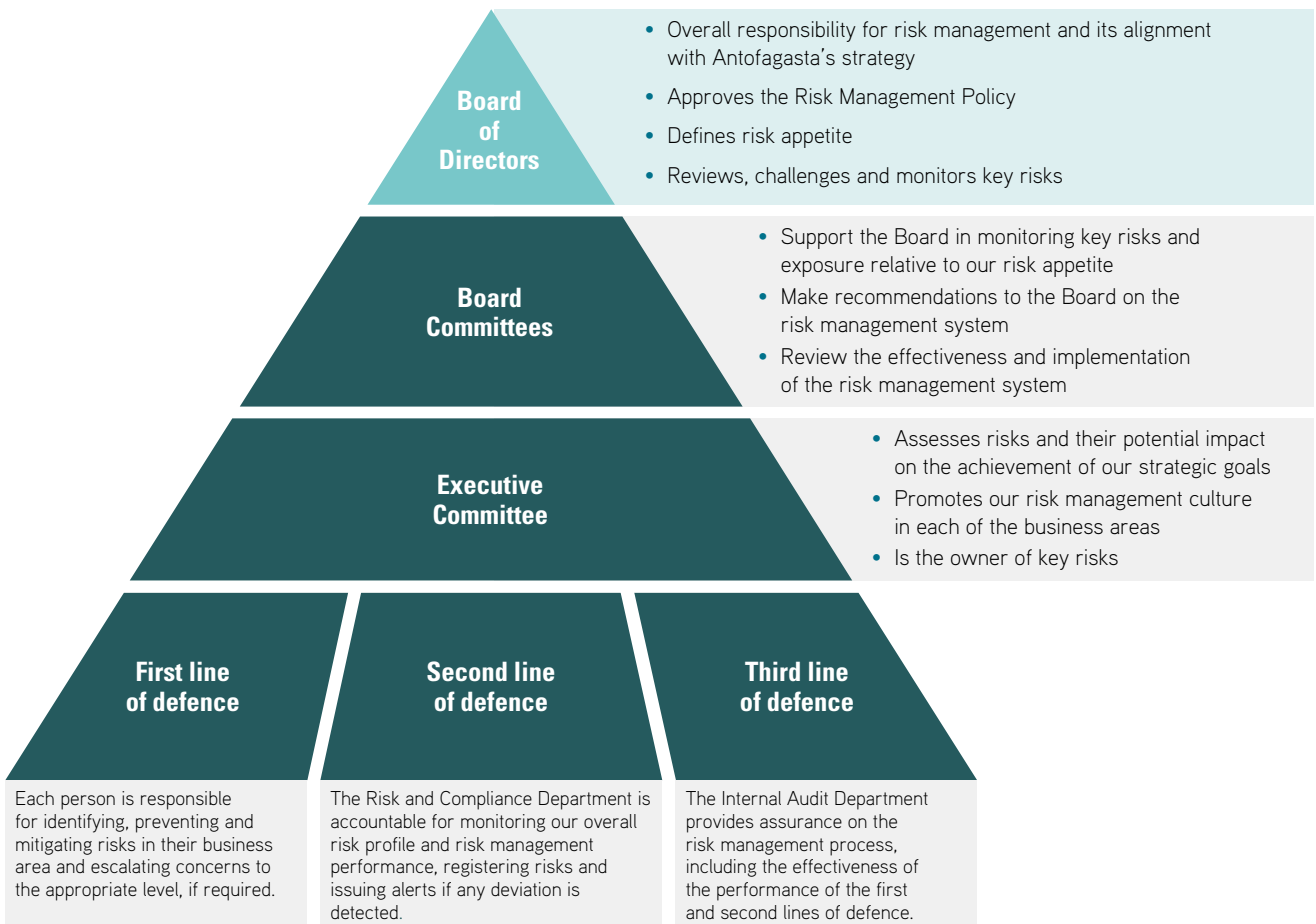 Board
of
Directors
• Overall responsibility for risk management and its alignment
with Antofagasta's strategy
• Approves the Risk Management Policy
• Defines risk appetite
• Reviews, challenges and monitors key risks
Board
Committees
• Support the Board in monitoring key risks and
exposure relative to our risk appetite
• Make recommendations to the Board on the
risk management system
• Review the effectiveness and implementation
of the risk management system
Executive
Committee
• Assesses risks and their potential impact
on the achievement of our strategic goals
• Promotes our risk management culture
in each of the business areas
• Is the owner of key risks
First line
of defence
Each person is responsible
for identifying, preventing and
mitigating risks in their business
area and escalating concerns to
the appropriate level, if required.
Second line
of defence
The Risk and Compliance Department is
accountable for monitoring our overall
risk profile and risk management
performance, registering risks and
issuing alerts if any deviation is
detected.
Third line
of defence
The Internal Audit Department
provides assurance on the
risk management process,
including the effectiveness of
the performance of the first
and second lines of defence.